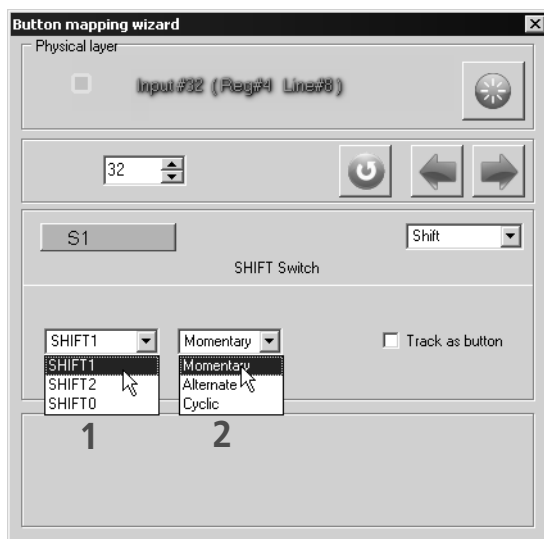 Button mapping wizard
Physical layer
Input #32 (Reg#4 Line#8)
32
S1
Shift
SHIFT Switch
SHIFT1
Momentary
Track as button
SHIFT1
SHIFT2
SHIFT0
Momentary
Alternate
Cyclic
1
2